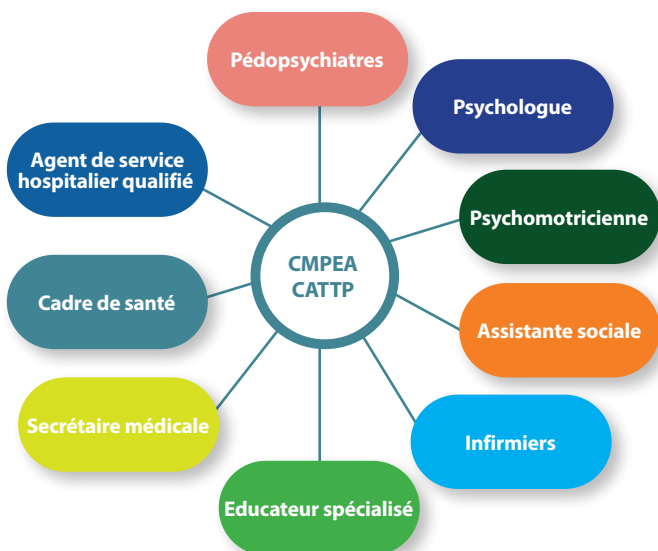 Pédopsychiatres
Psychologue
Agent de service
hospitalier qualifié
Psychomotricienne
CMPEA
CATTP
Cadre de santé
Assistante sociale
Secrétaire médicale
Infirmiers
Educateur spécialisé